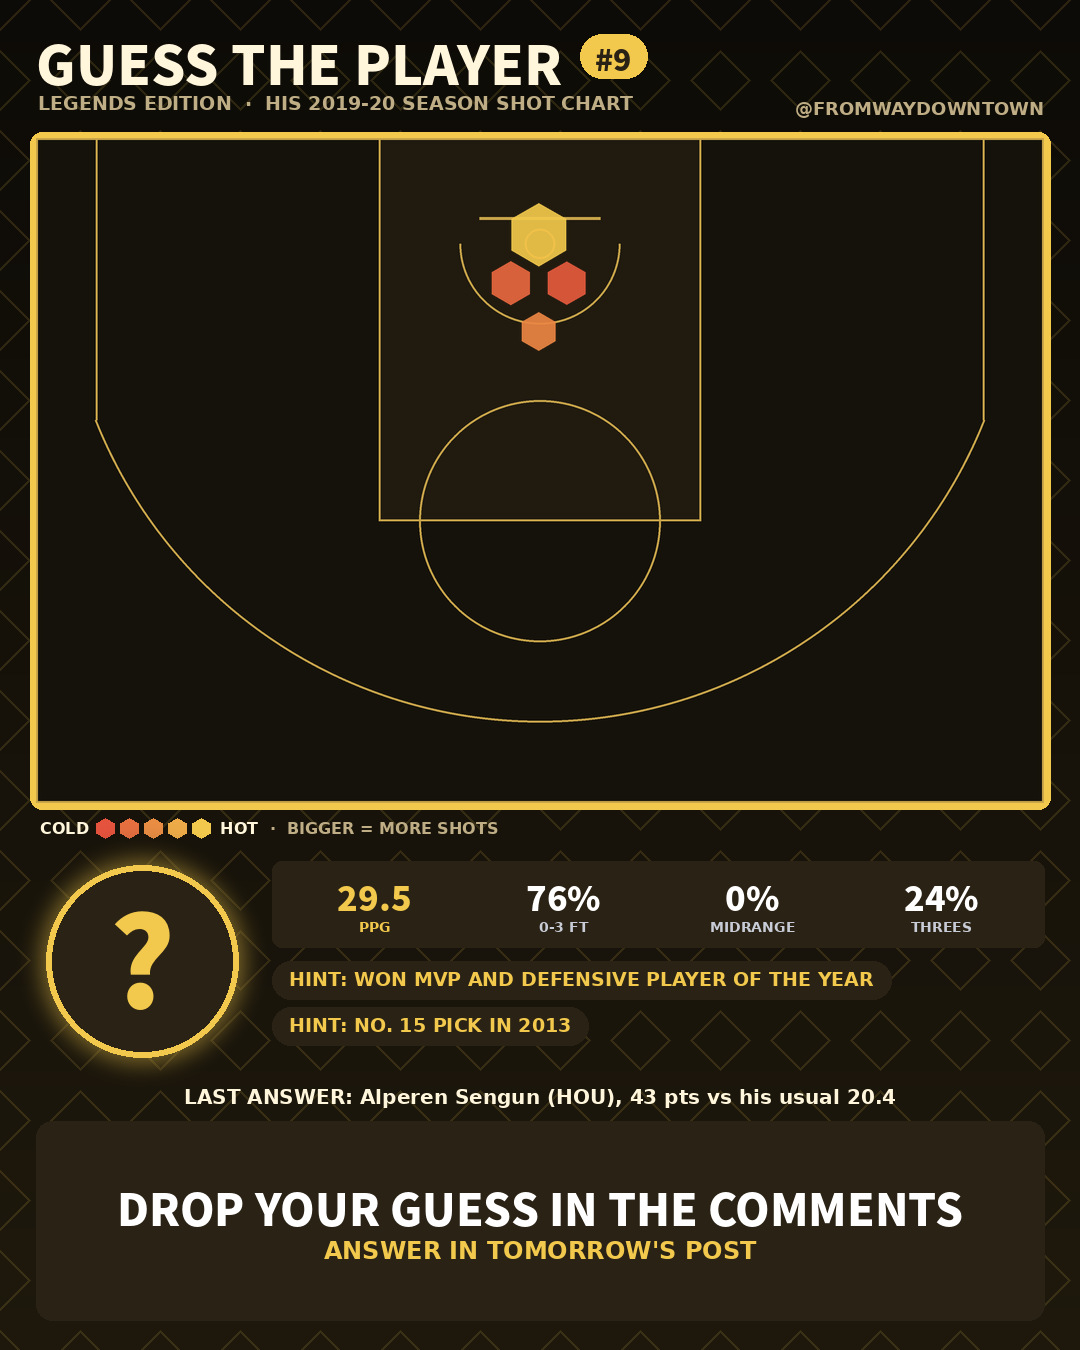 GUESS THE PLAYER #9
LEGENDS EDITION · HIS 2019-20 SEASON SHOT CHART
@FROMWAYDOWNTOWN
COLD HOT · BIGGER = MORE SHOTS
?
29.5 76% 0% 24%
PPG 0-3 FT MIDRANGE THREES
HINT: WON MVP AND DEFENSIVE PLAYER OF THE YEAR
HINT: NO. 15 PICK IN 2013
LAST ANSWER: Alperen Sengun (HOU), 43 pts vs his usual 20.4
DROP YOUR GUESS IN THE COMMENTS
ANSWER IN TOMORROW'S POST